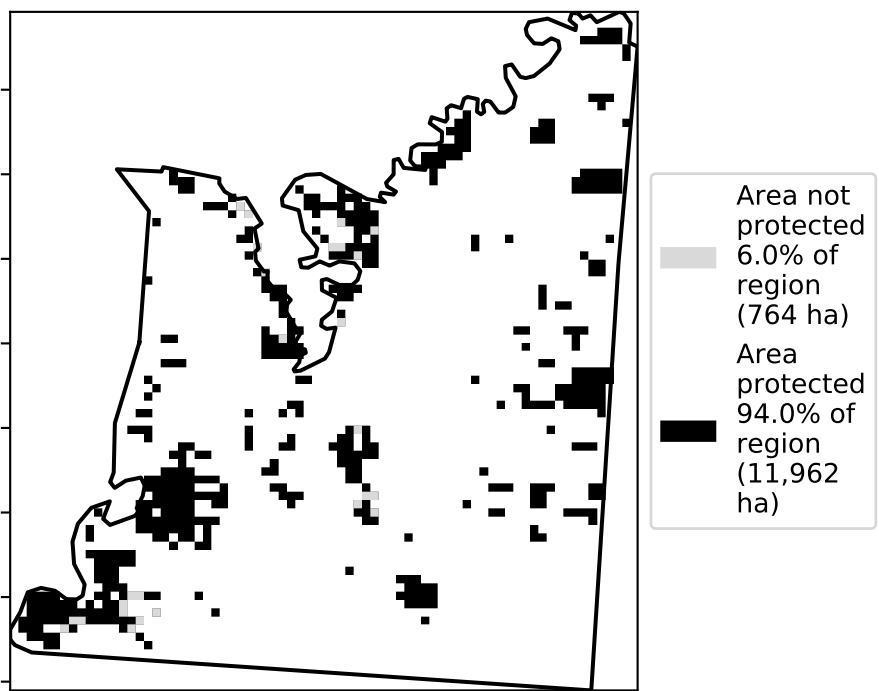 Area not
protected
6.0% of
region
(764 ha)
Area
protected
94.0% of
region
(11,962
ha)